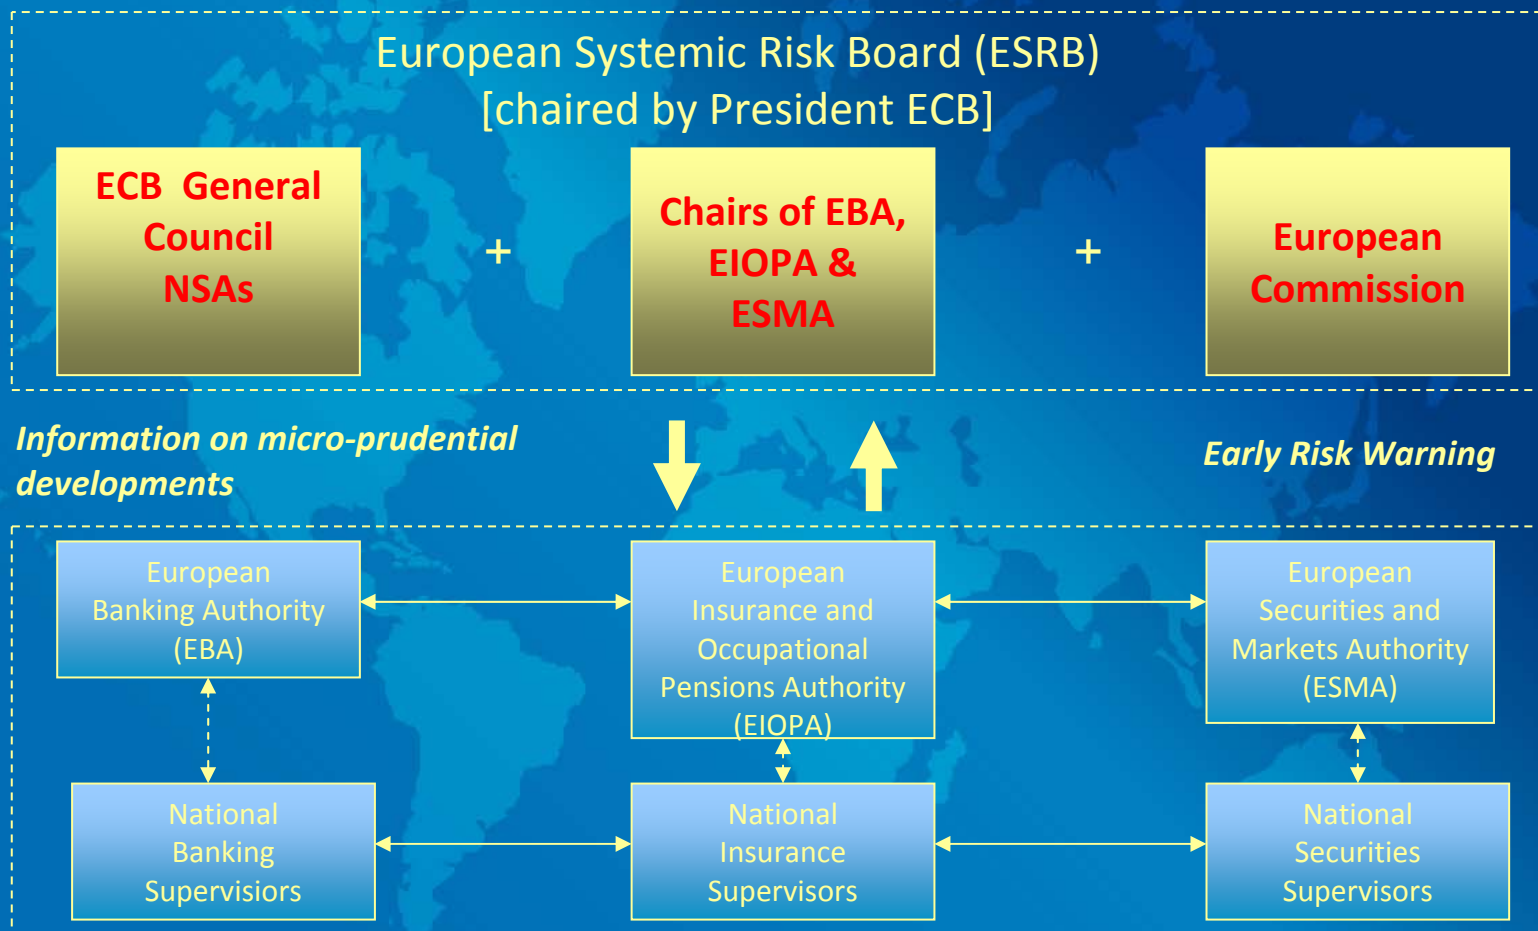 European Systemic Risk Board (ESRB)
[chaired by President ECB]
ECB General
Council
NSAs
+
Chairs of EBA,
EIOPA &
ESMA
+
European
Commission
Information on micro-prudential
developments
Early Risk Warning
European
Banking Authority
(EBA)
European
Insurance and
Occupational
Pensions Authority
(EIOPA)
European
Securities and
Markets Authority
(ESMA)
National
Banking
Supervisiors
National
Insurance
Supervisors
National
Securities
Supervisors